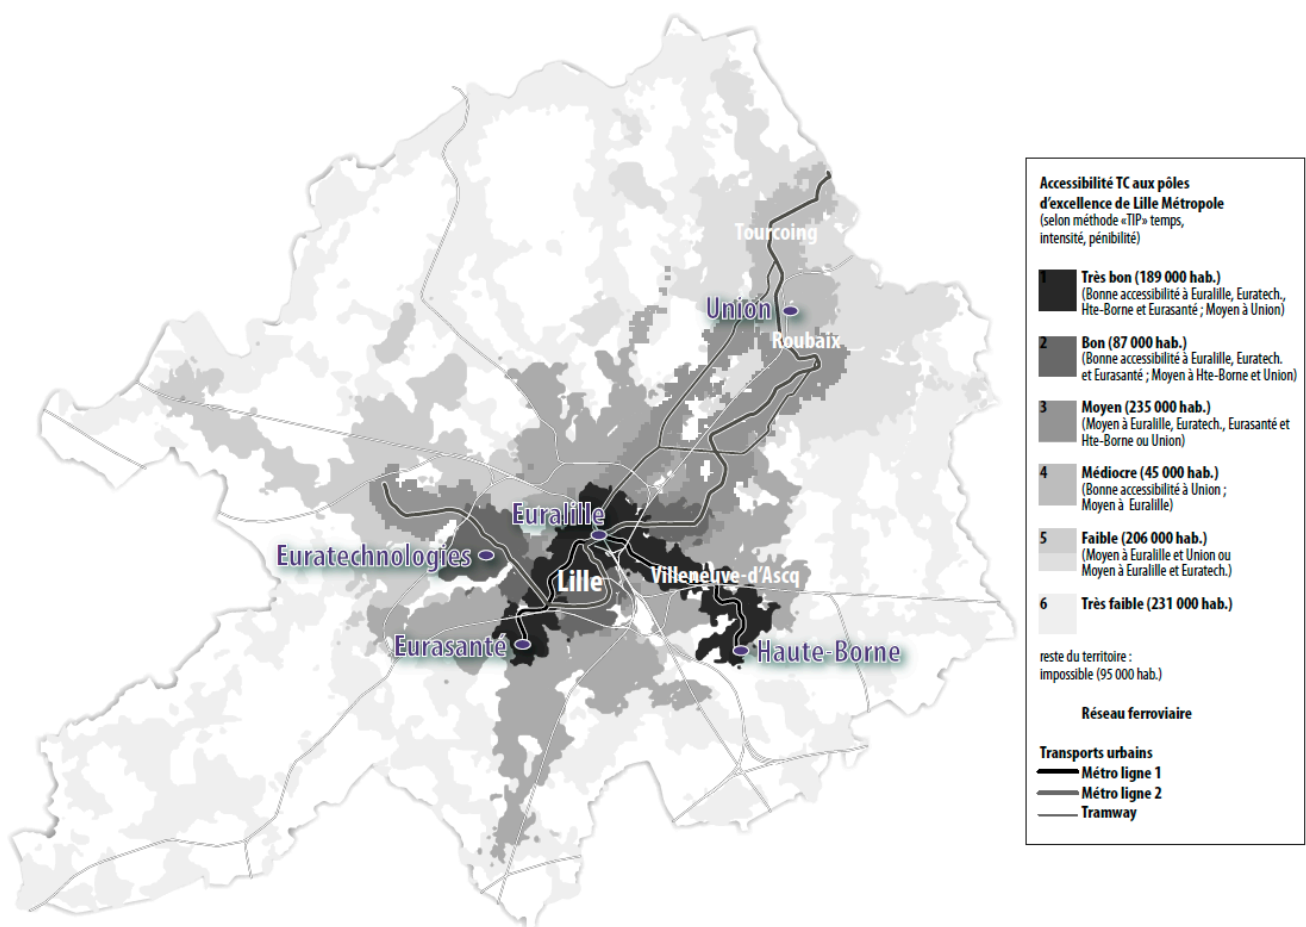 Tourcoing
Union
Roubaix
Euralille
Euratechnologies
Lille
Villeneuve-d'Ascq
Eurasanté
Haute-Borne
Accessibilité TC aux pôles
d'excellence de Lille Métropole
(selon méthode «TIP» temps,
intensité, pénibilité)
1 Très bon (189 000 hab.)
(Bonne accessibilité à Euralille, Euratech.,
Hte-Borne et Eurasanté ; Moyen à Union)
2 Bon (87 000 hab.)
(Bonne accessibilité à Euralille, Euratech.
et Eurasanté ; Moyen à Hte-Borne et Union)
3 Moyen (235 000 hab.)
(Moyen à Euralille, Euratech., Eurasanté et
Hte-Borne ou Union)
4 Médiocre (45 000 hab.)
(Bonne accessibilité à Union ;
Moyen à Euralille)
5 Faible (206 000 hab.)
(Moyen à Euralille et Union ou
Moyen à Euralille et Euratech.)
6 Très faible (231 000 hab.)
reste du territoire :
impossible (95 000 hab.)
Réseau ferroviaire
Transports urbains
Métro ligne 1
Métro ligne 2
Tramway